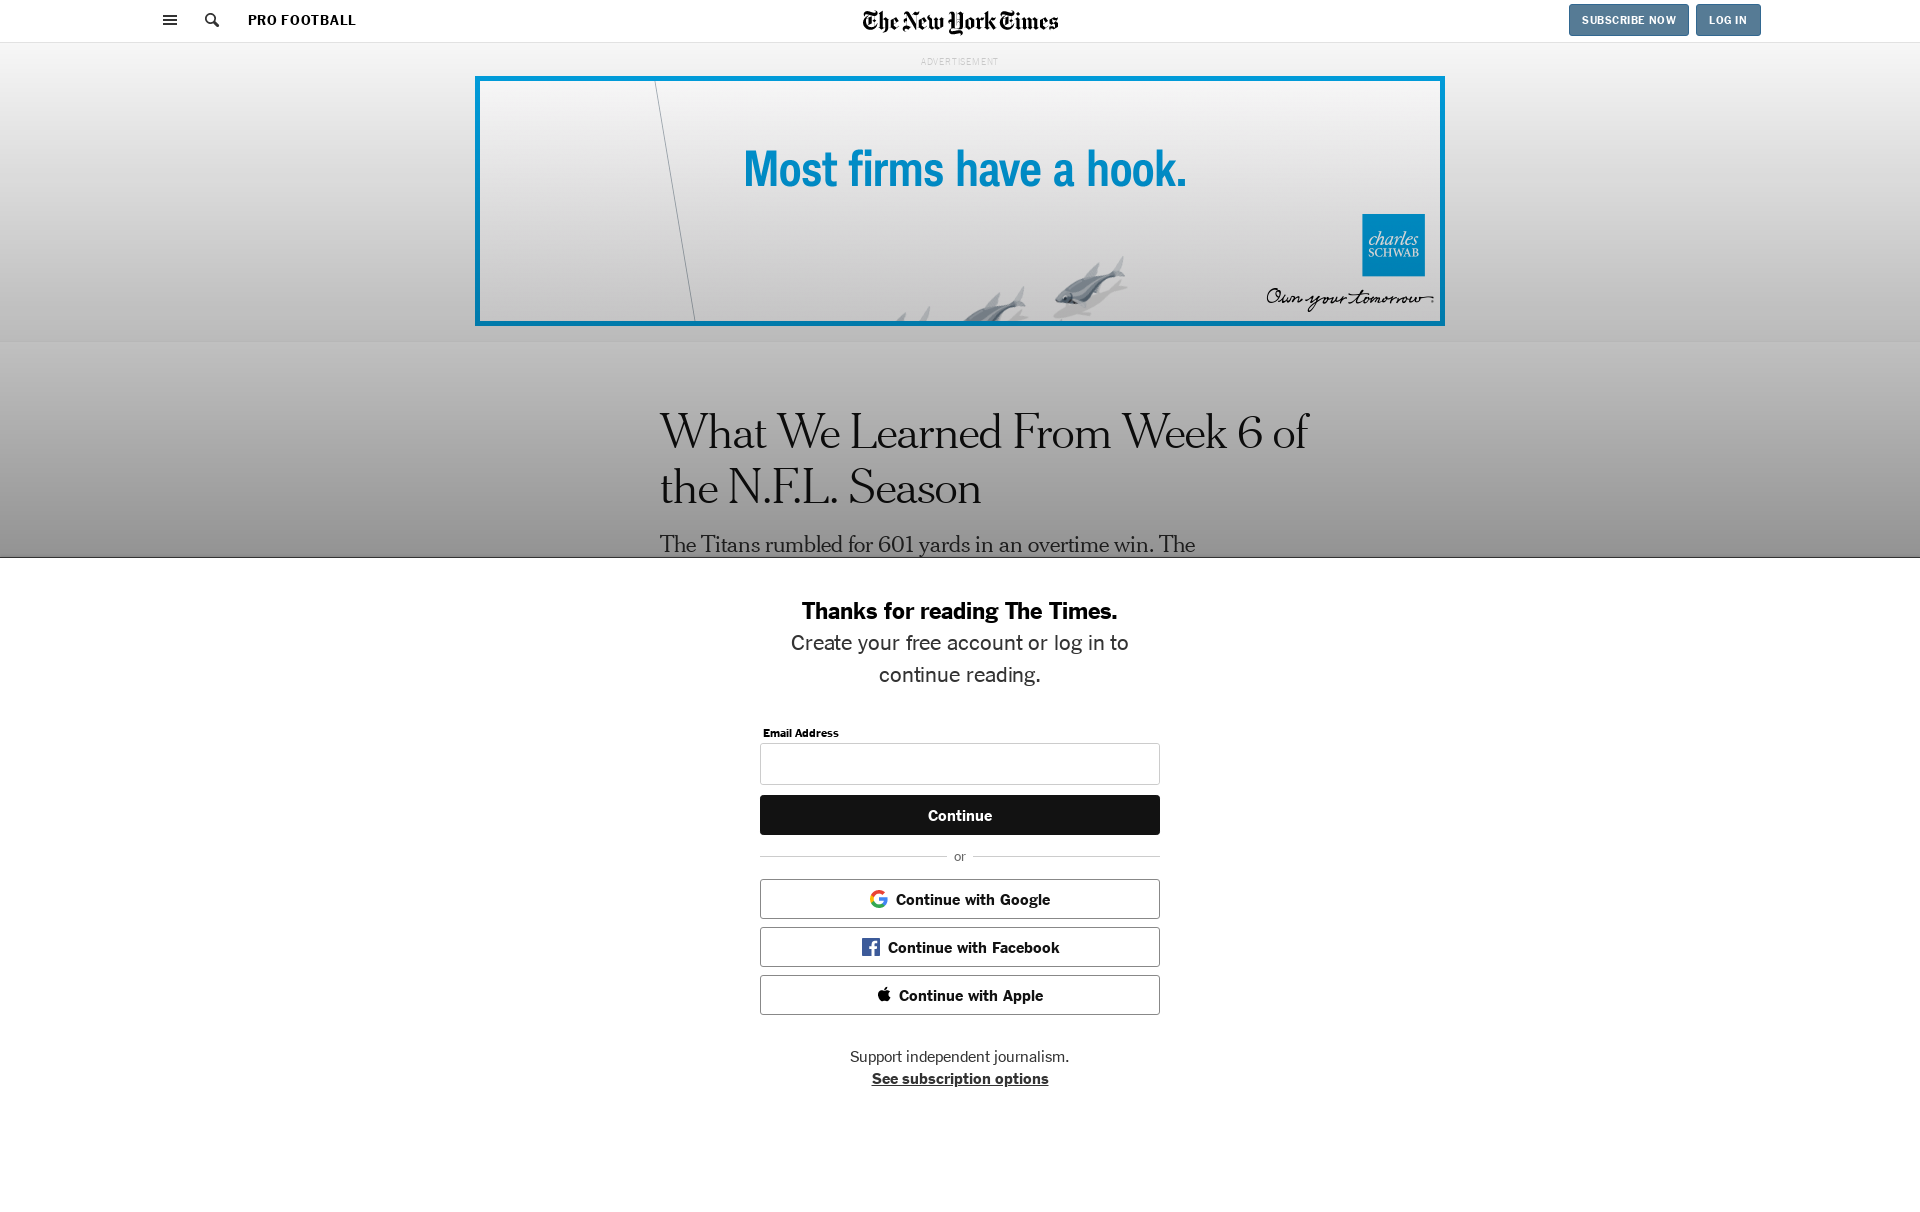 PRO FOOTBALL
The New York Times
SUBSCRIBE NOW
LOG IN
ADVERTISEMENT
Most firms have a hook.
charles
SCHWAB
Own your tomorrow
What We Learned From Week 6 of
the N.F.L. Season
The Titans rumbled for 601 yards in an overtime win. The
Thanks for reading The Times.
Create your free account or log in to
continue reading.
Email Address
Continue
or
Continue with Google
Continue with Facebook
Continue with Apple
Support independent journalism.
See subscription options